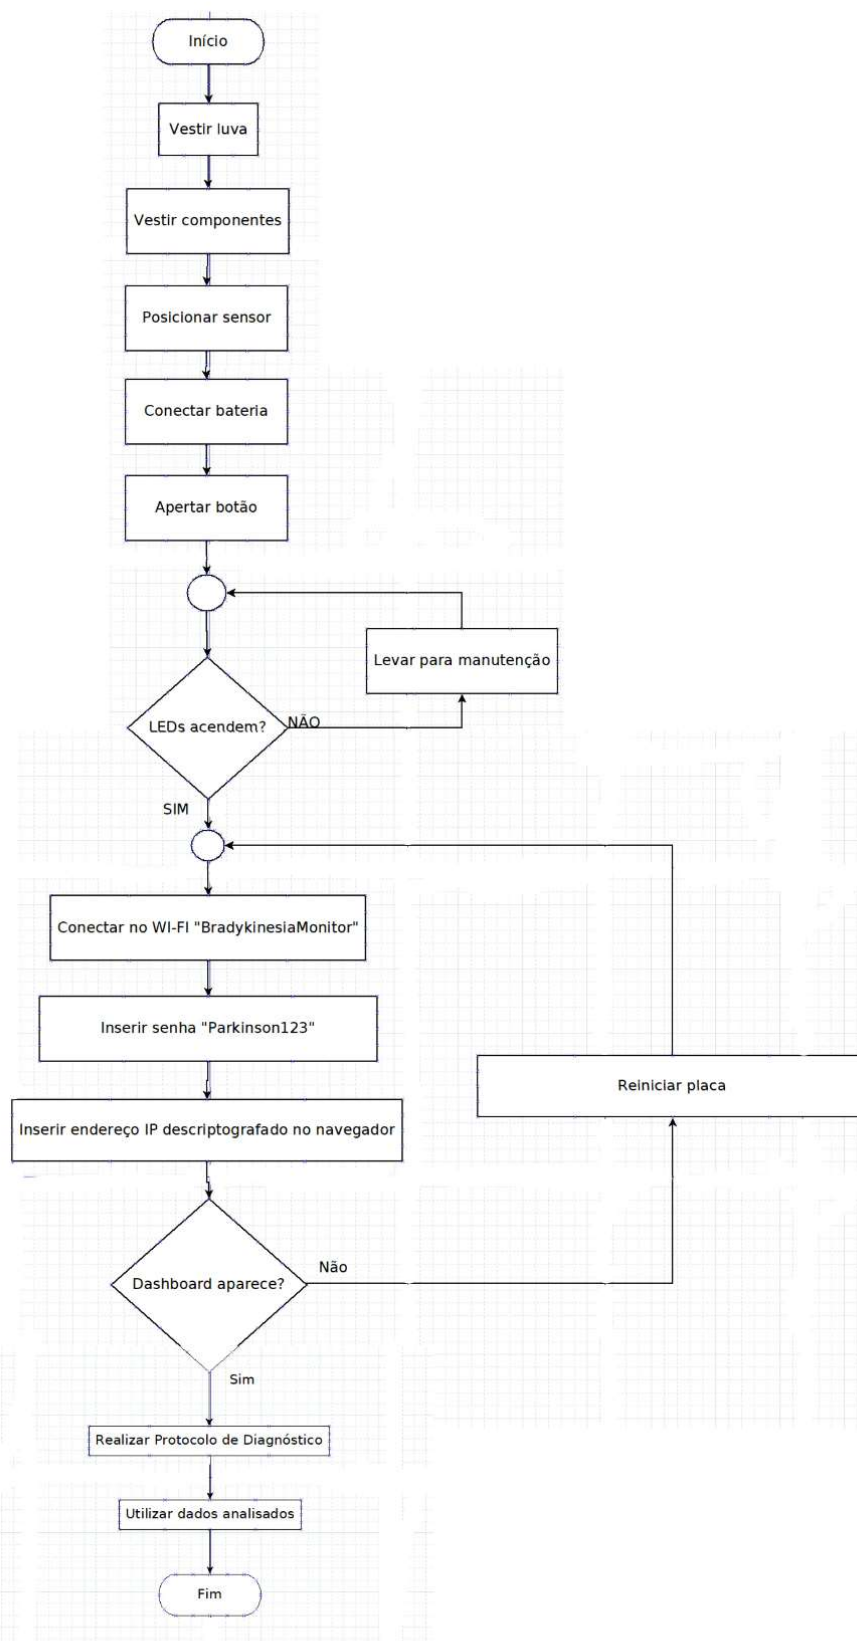 Início
Vestir luva
Vestir componentes
Posicionar sensor
Conectar bateria
Apertar botão
Levar para manutenção
LEDs acendem?
NÃO
SIM
Conectar no WI-FI "BradykinesiaMonitor"
Inserir senha "Parkinson123"
Reiniciar placa
Inserir endereço IP descriptografado no navegador
Não
Dashboard aparece?
Sim
Realizar Protocolo de Diagnóstico
Utilizar dados analisados
Fim